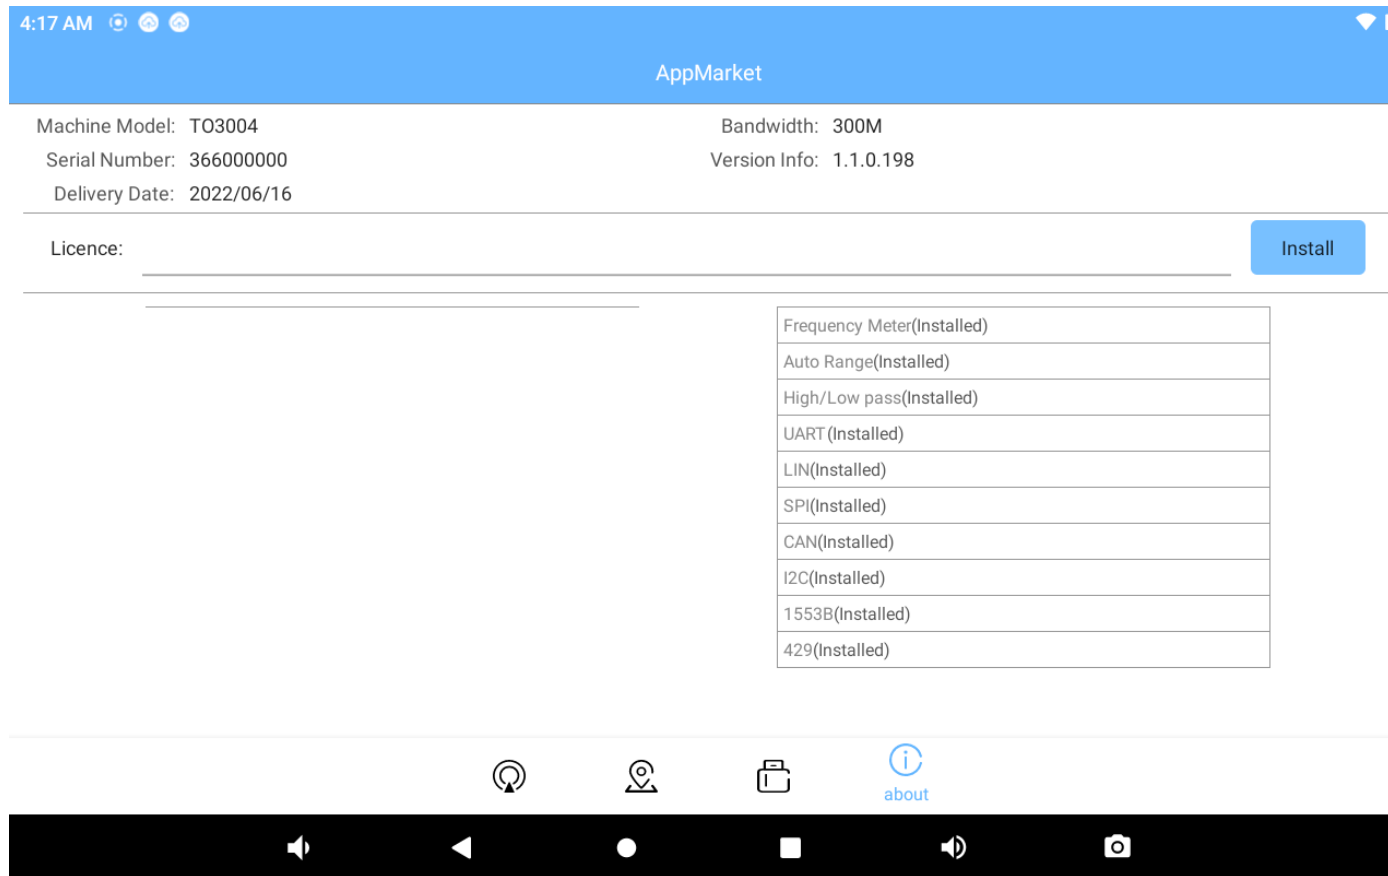 4:17 AM
AppMarket
Machine Model: TO3004
Bandwidth: 300M
Serial Number: 366000000
Version Info: 1.1.0.198
Delivery Date: 2022/06/16
Licence:
Install
Frequency Meter(Installed)
Auto Range(Installed)
High/Low pass(Installed)
UART(Installed)
LIN(Installed)
SPI(Installed)
CAN(Installed)
I2C(Installed)
1553B(Installed)
429(Installed)
about